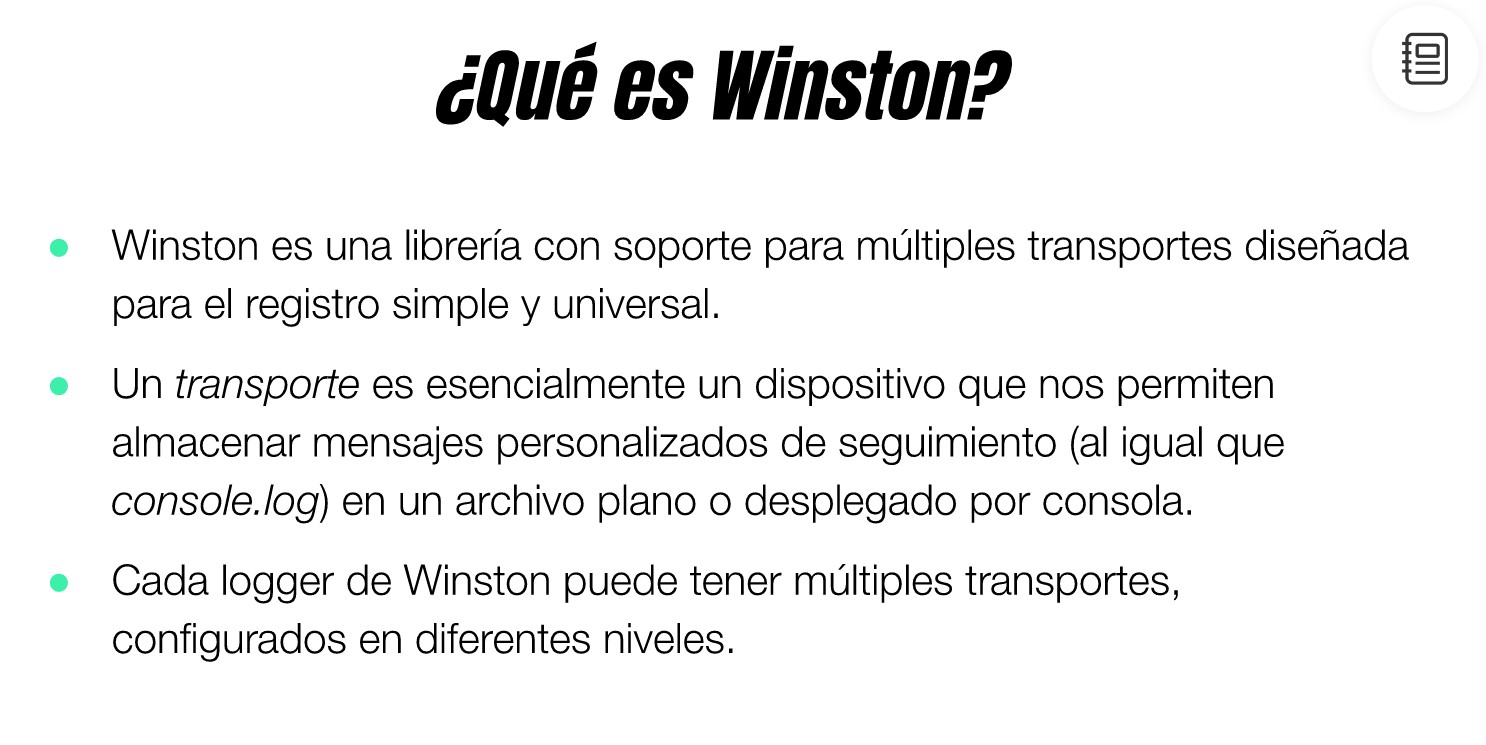 ¿Qué es Winston?
Winston es una librería con soporte para múltiples transportes diseñada
para el registro simple y universal.
Un transporte es esencialmente un dispositivo que nos permiten
almacenar mensajes personalizados de seguimiento (al igual que
console.log) en un archivo plano o desplegado por consola.
Cada logger de Winston puede tener múltiples transportes,
configurados en diferentes niveles.